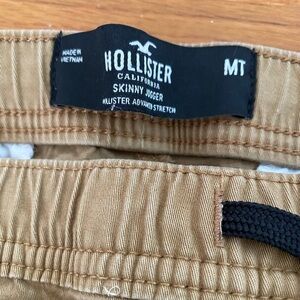 MADE IN
VIETNAM
HOLLISTER
CALIFORNIA
SKINNY JOGGER
HOLLISTER ADVANCED STRETCH
MT